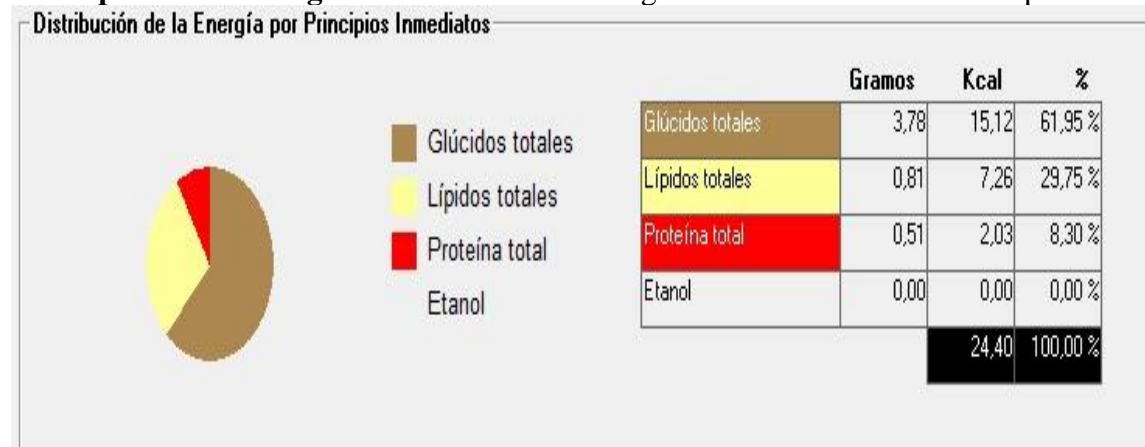 Distribución de la Energía por Principios Inmediatos
Gramos Kcal %
Glúcidos totales
Lípidos totales
Proteína total
Etanol
Glúcidos totales 3,78 15,12 61,95 %
Lípidos totales 0,81 7,26 29,75 %
Proteína total 0,51 2,03 8,30 %
Etanol 0,00 0,00 0,00 %
24,40 100,00 %